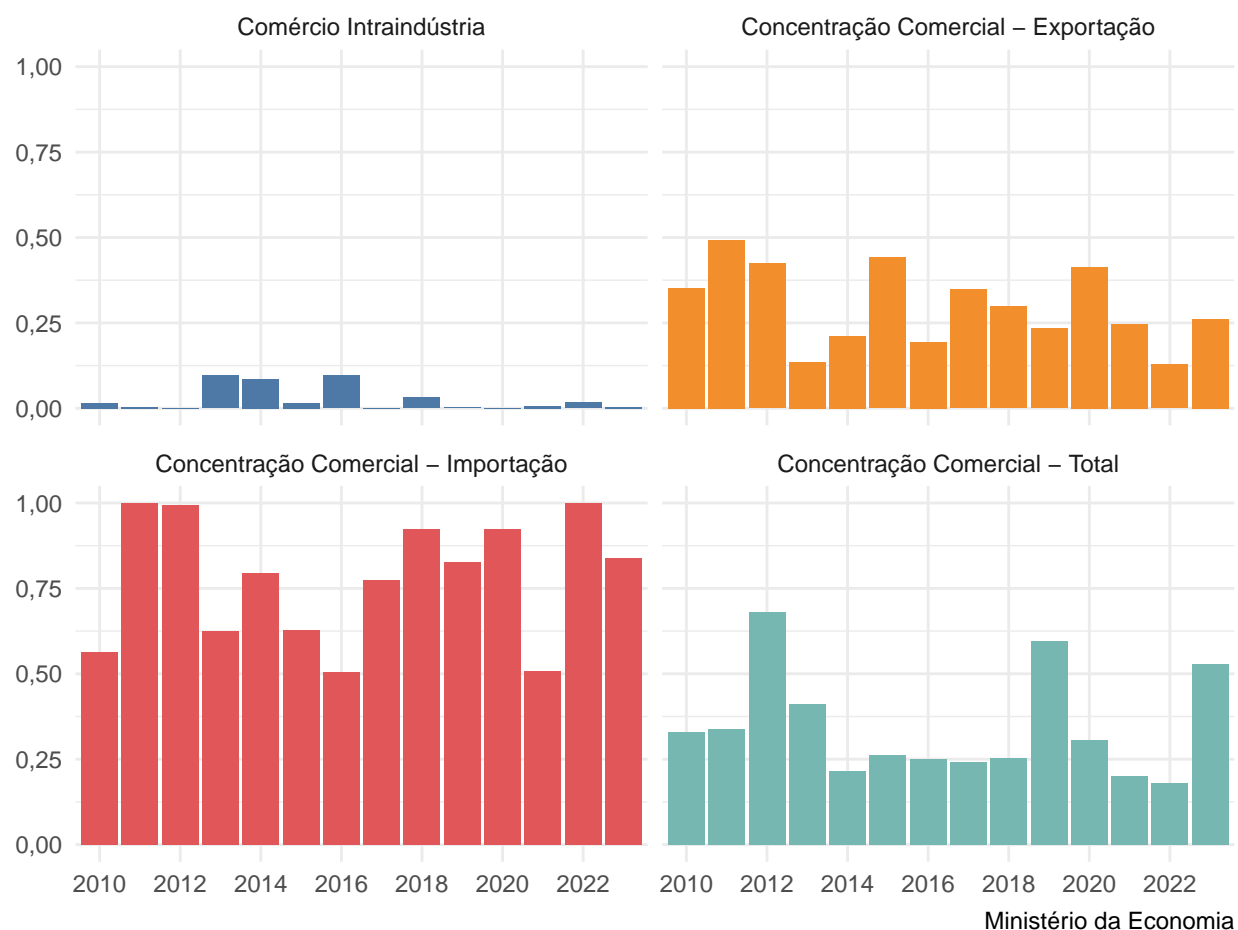 Comércio Intraindústria
Concentração Comercial – Exportação
1,00
0,75
0,50
0,25
0,00
Concentração Comercial – Importação
Concentração Comercial – Total
1,00
0,75
0,50
0,25
0,00
2010 2012 2014 2016 2018 2020 2022
2010 2012 2014 2016 2018 2020 2022
Ministério da Economia